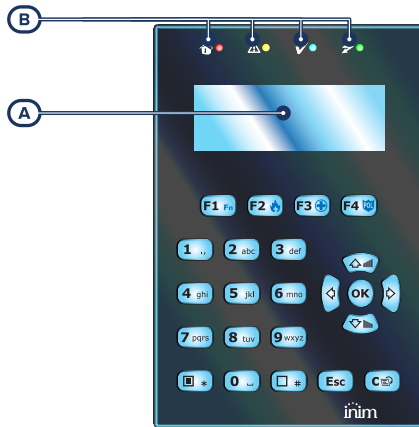 B
A
F1 Fn F2 F3 F4 POL
1 ., 2 abc 3 def
4 ghi 5 jkl 6 mno OK
7 pqrs 8 tuv 9 wxyz
* 0 # Esc C
inim